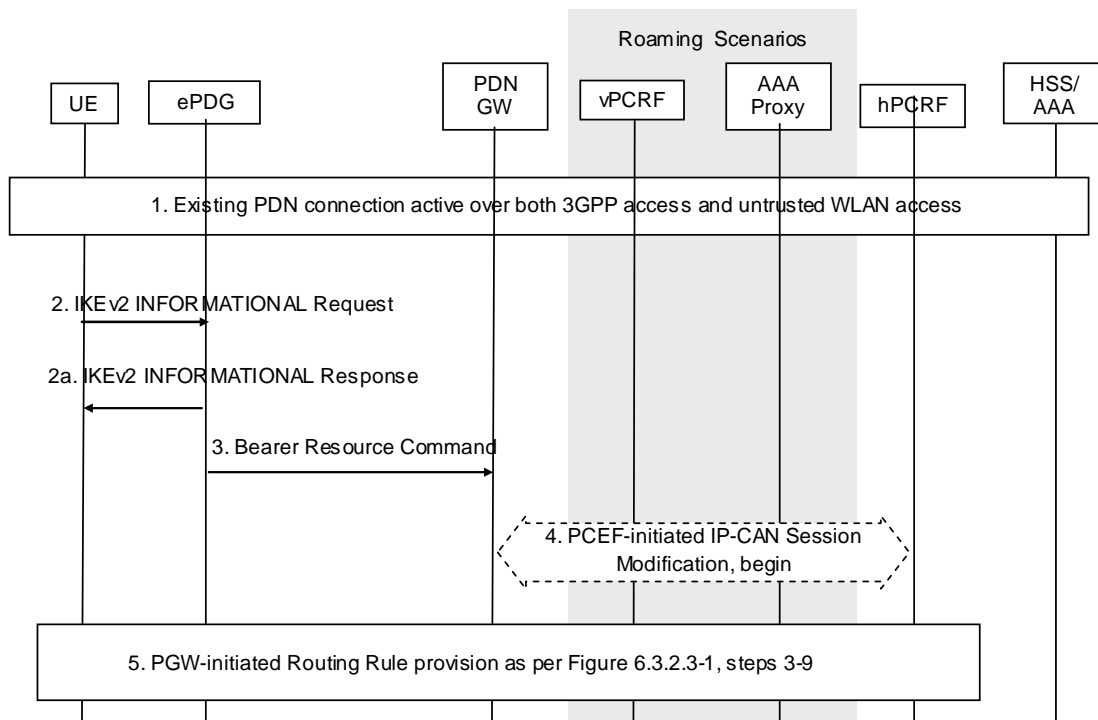 Roaming Scenarios
UE
ePDG
PDN
GW
vPCRF
AAA
Proxy
hPCRF
HSS/
AAA
1. Existing PDN connection active over both 3GPP access and untrusted WLAN access
2. IKEv2 INFORMATIONAL Request
2a. IKEv2 INFORMATIONAL Response
3. Bearer Resource Command
4. PCEF-initiated IP-CAN Session
Modification, begin
5. PGW-initiated Routing Rule provision as per Figure 6.3.2.3-1, steps 3-9